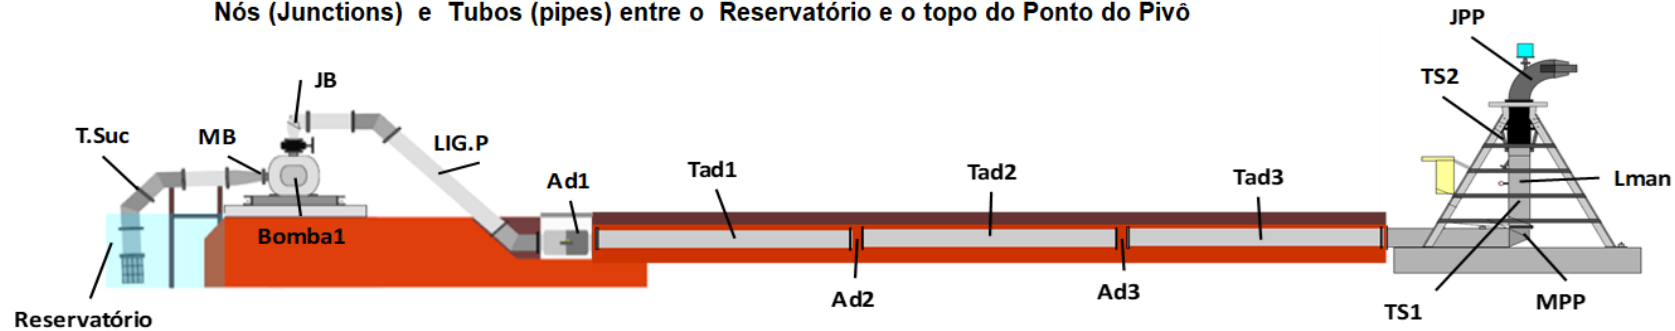 Nós (Junctions) e Tubos (pipes) entre o Reservatório e o topo do Ponto do Pivô
JPP
JB
TS2
T.Suc
MB
LIG.P
Ad1
Tad1
Tad2
Tad3
Lman
Bomba1
Ad2
Ad3
MPP
TS1
Reservatório